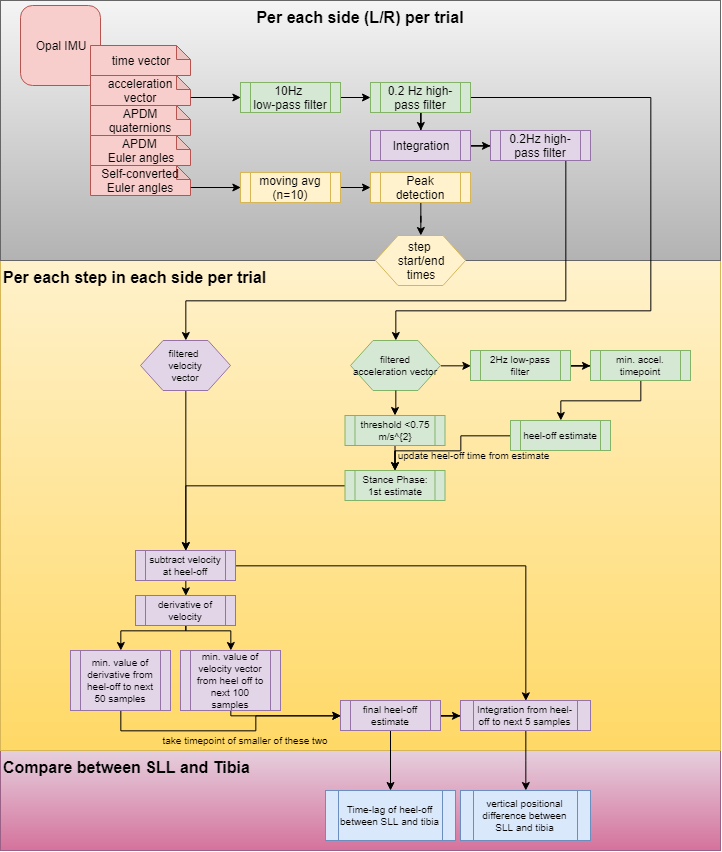 Per each side (L/R) per trial
Opal IMU
time vector
acceleration
vector
APDM
quaternions
APDM
Euler angles
Self-converted
Euler angles
10Hz
low-pass filter
0.2 Hz high-
pass filter
Integration
0.2Hz high-
pass filter
moving avg
(n=10)
Peak
detection
step
start/end
times
Per each step in each side per trial
filtered
velocity
vector
filtered
acceleration vector
2Hz low-pass
filter
min. accel.
timepoint
threshold <0.75
m/s^{2}
heel-off estimate
update heel-off time from estimate
Stance Phase:
1st estimate
subtract velocity
at heel-off
derivative of
velocity
min. value of
derivative from
heel-off to next
50 samples
min. value of
velocity vector
from heel off to
next 100
samples
final heel-off
estimate
Integration from heel-
off to next 5 samples
take timepoint of smaller of these two
Compare between SLL and Tibia
Time-lag of heel-off
between SLL and tibia
vertical positional
difference between
SLL and tibia